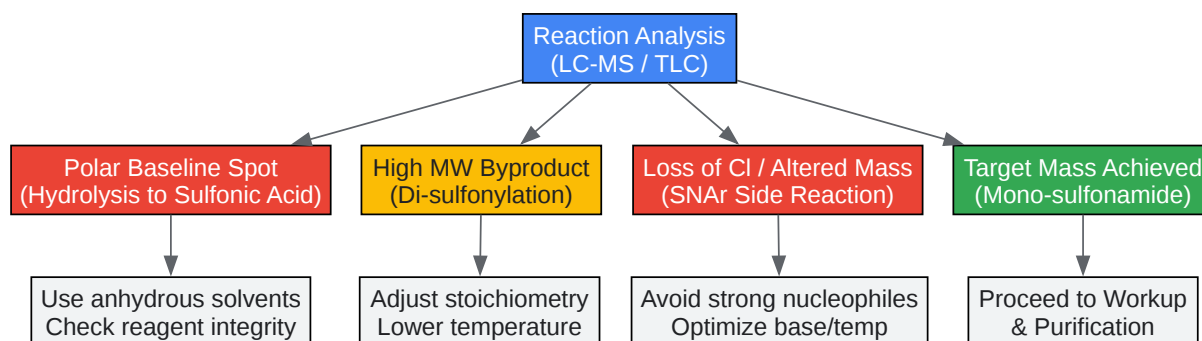 Reaction Analysis
(LC-MS / TLC)
Polar Baseline Spot
(Hydrolysis to Sulfonic Acid)
High MW Byproduct
(Di-sulfonylation)
Loss of Cl / Altered Mass
(SNAr Side Reaction)
Target Mass Achieved
(Mono-sulfonamide)
Use anhydrous solvents
Check reagent integrity
Adjust stoichiometry
Lower temperature
Avoid strong nucleophiles
Optimize base/temp
Proceed to Workup
& Purification